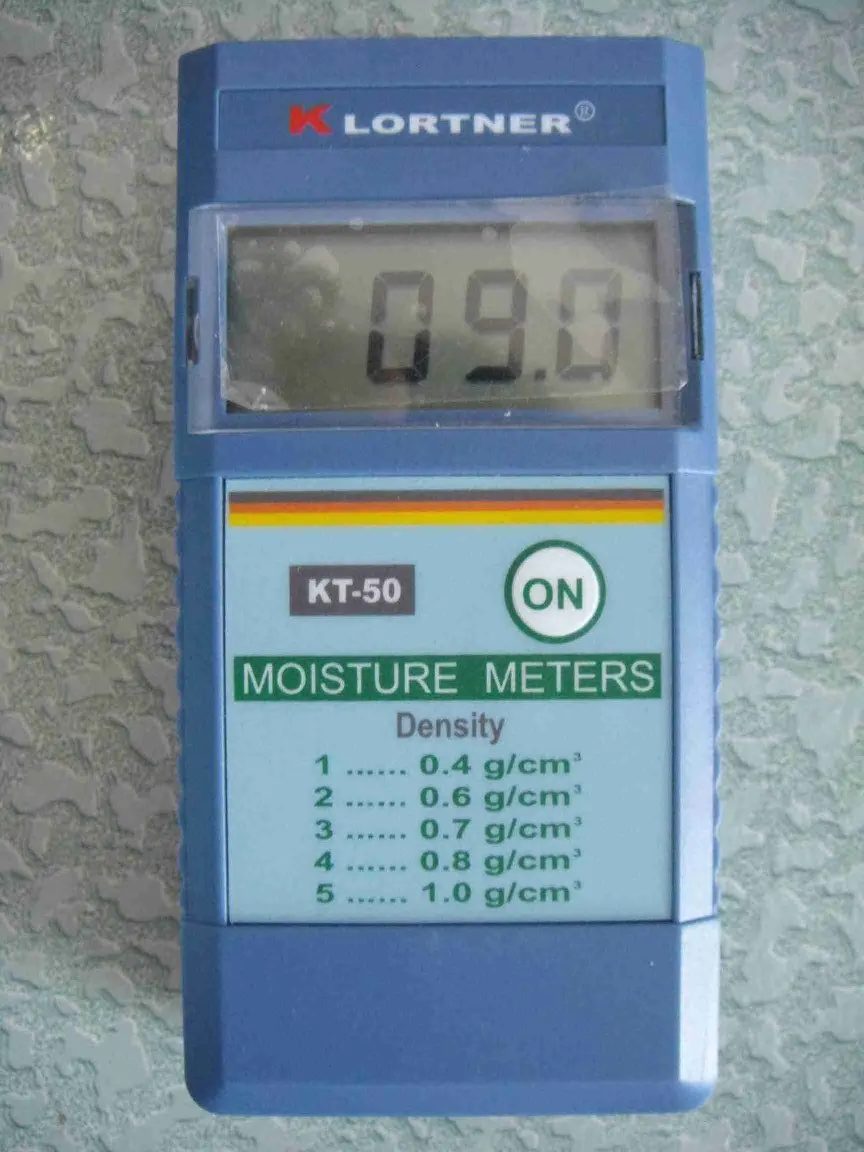 K LORTNER®
09.0
KT-50 ON
MOISTURE METERS
Density
1 ...... 0.4 g/cm³
2 ...... 0.6 g/cm³
3 ...... 0.7 g/cm³
4 ...... 0.8 g/cm³
5 ...... 1.0 g/cm³